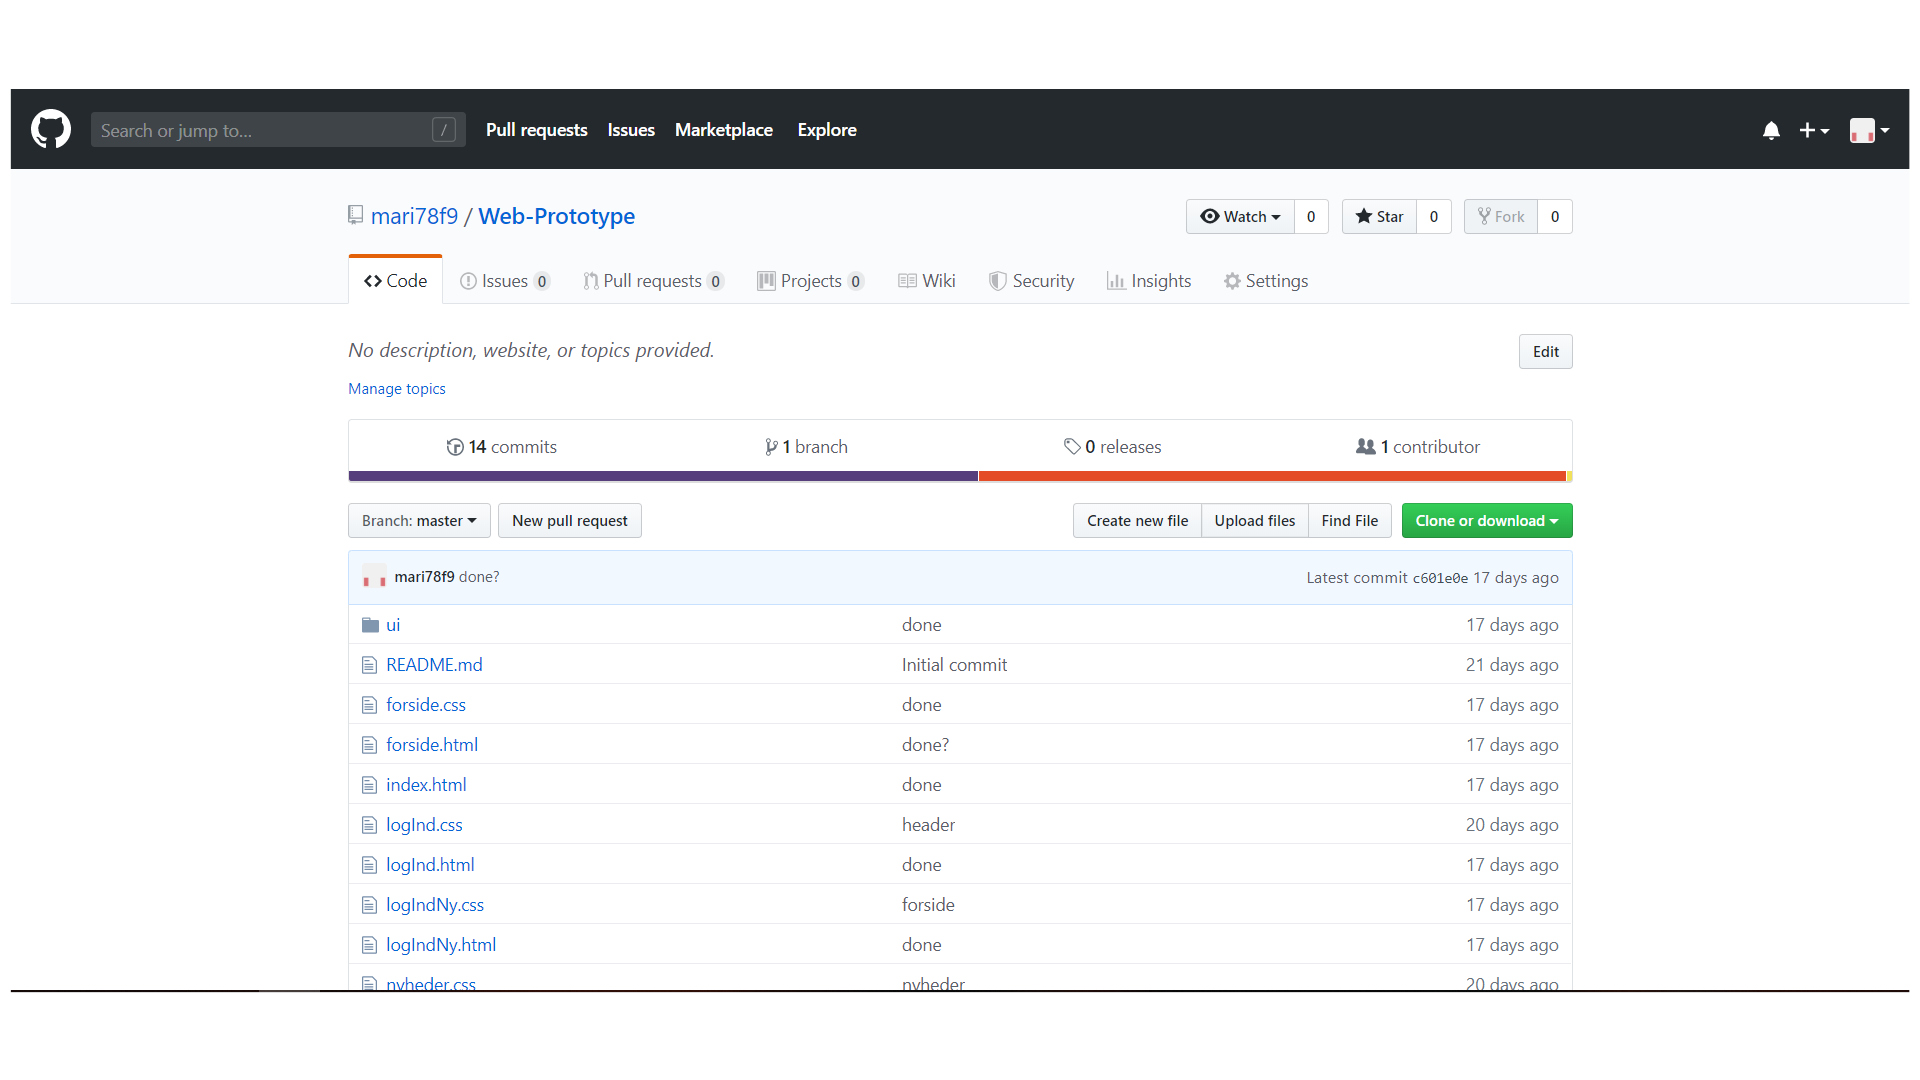 Search or jump to... / Pull requests Issues Marketplace Explore
mari78f9 / Web-Prototype Watch 0 Star 0 Fork 0
Code Issues 0 Pull requests 0 Projects 0 Wiki Security Insights Settings
No description, website, or topics provided. Edit
Manage topics
14 commits 1 branch 0 releases 1 contributor
Branch: master New pull request Create new file Upload files Find File Clone or download
mari78f9 done? Latest commit c601e0e 17 days ago
ui done 17 days ago
README.md Initial commit 21 days ago
forside.css done 17 days ago
forside.html done? 17 days ago
index.html done 17 days ago
logInd.css header 20 days ago
logInd.html done 17 days ago
logIndNy.css forside 17 days ago
logIndNy.html done 17 days ago
nyheder.css nyheder 20 days ago